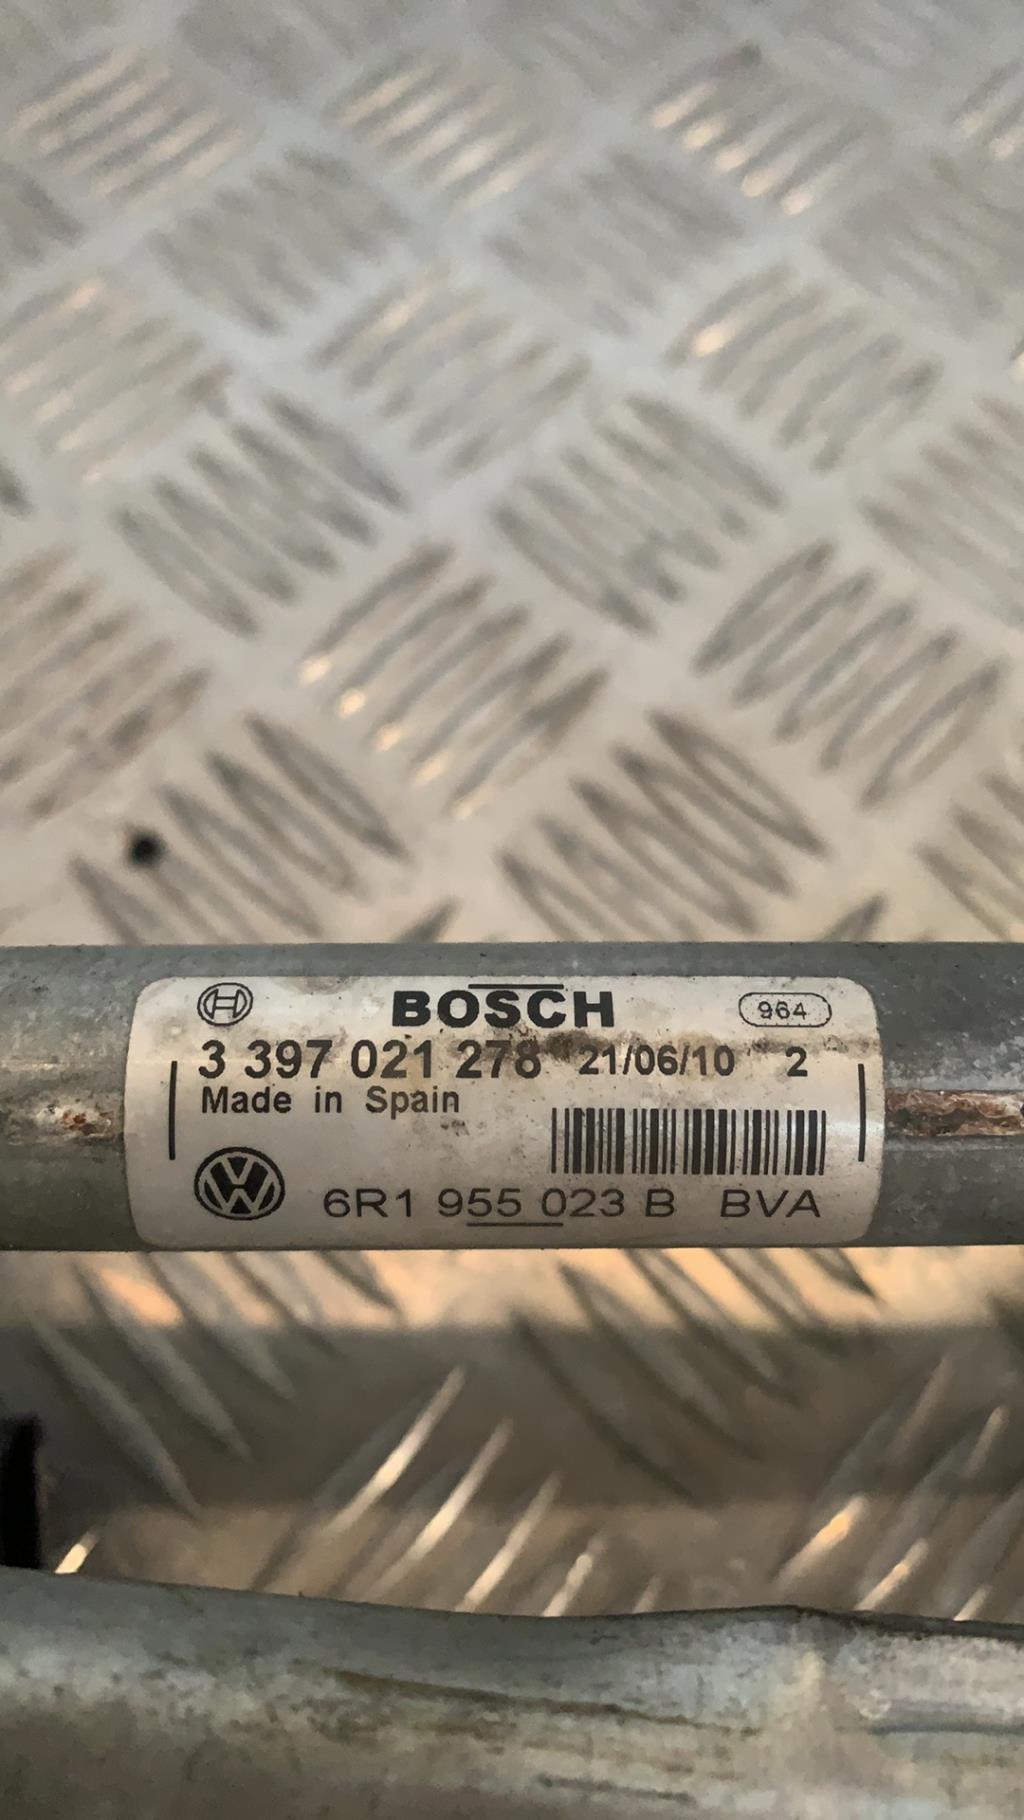 BOSCH 964
3 397 021 278 21/06/10 2
Made in Spain
6R1 955 023 B BVA